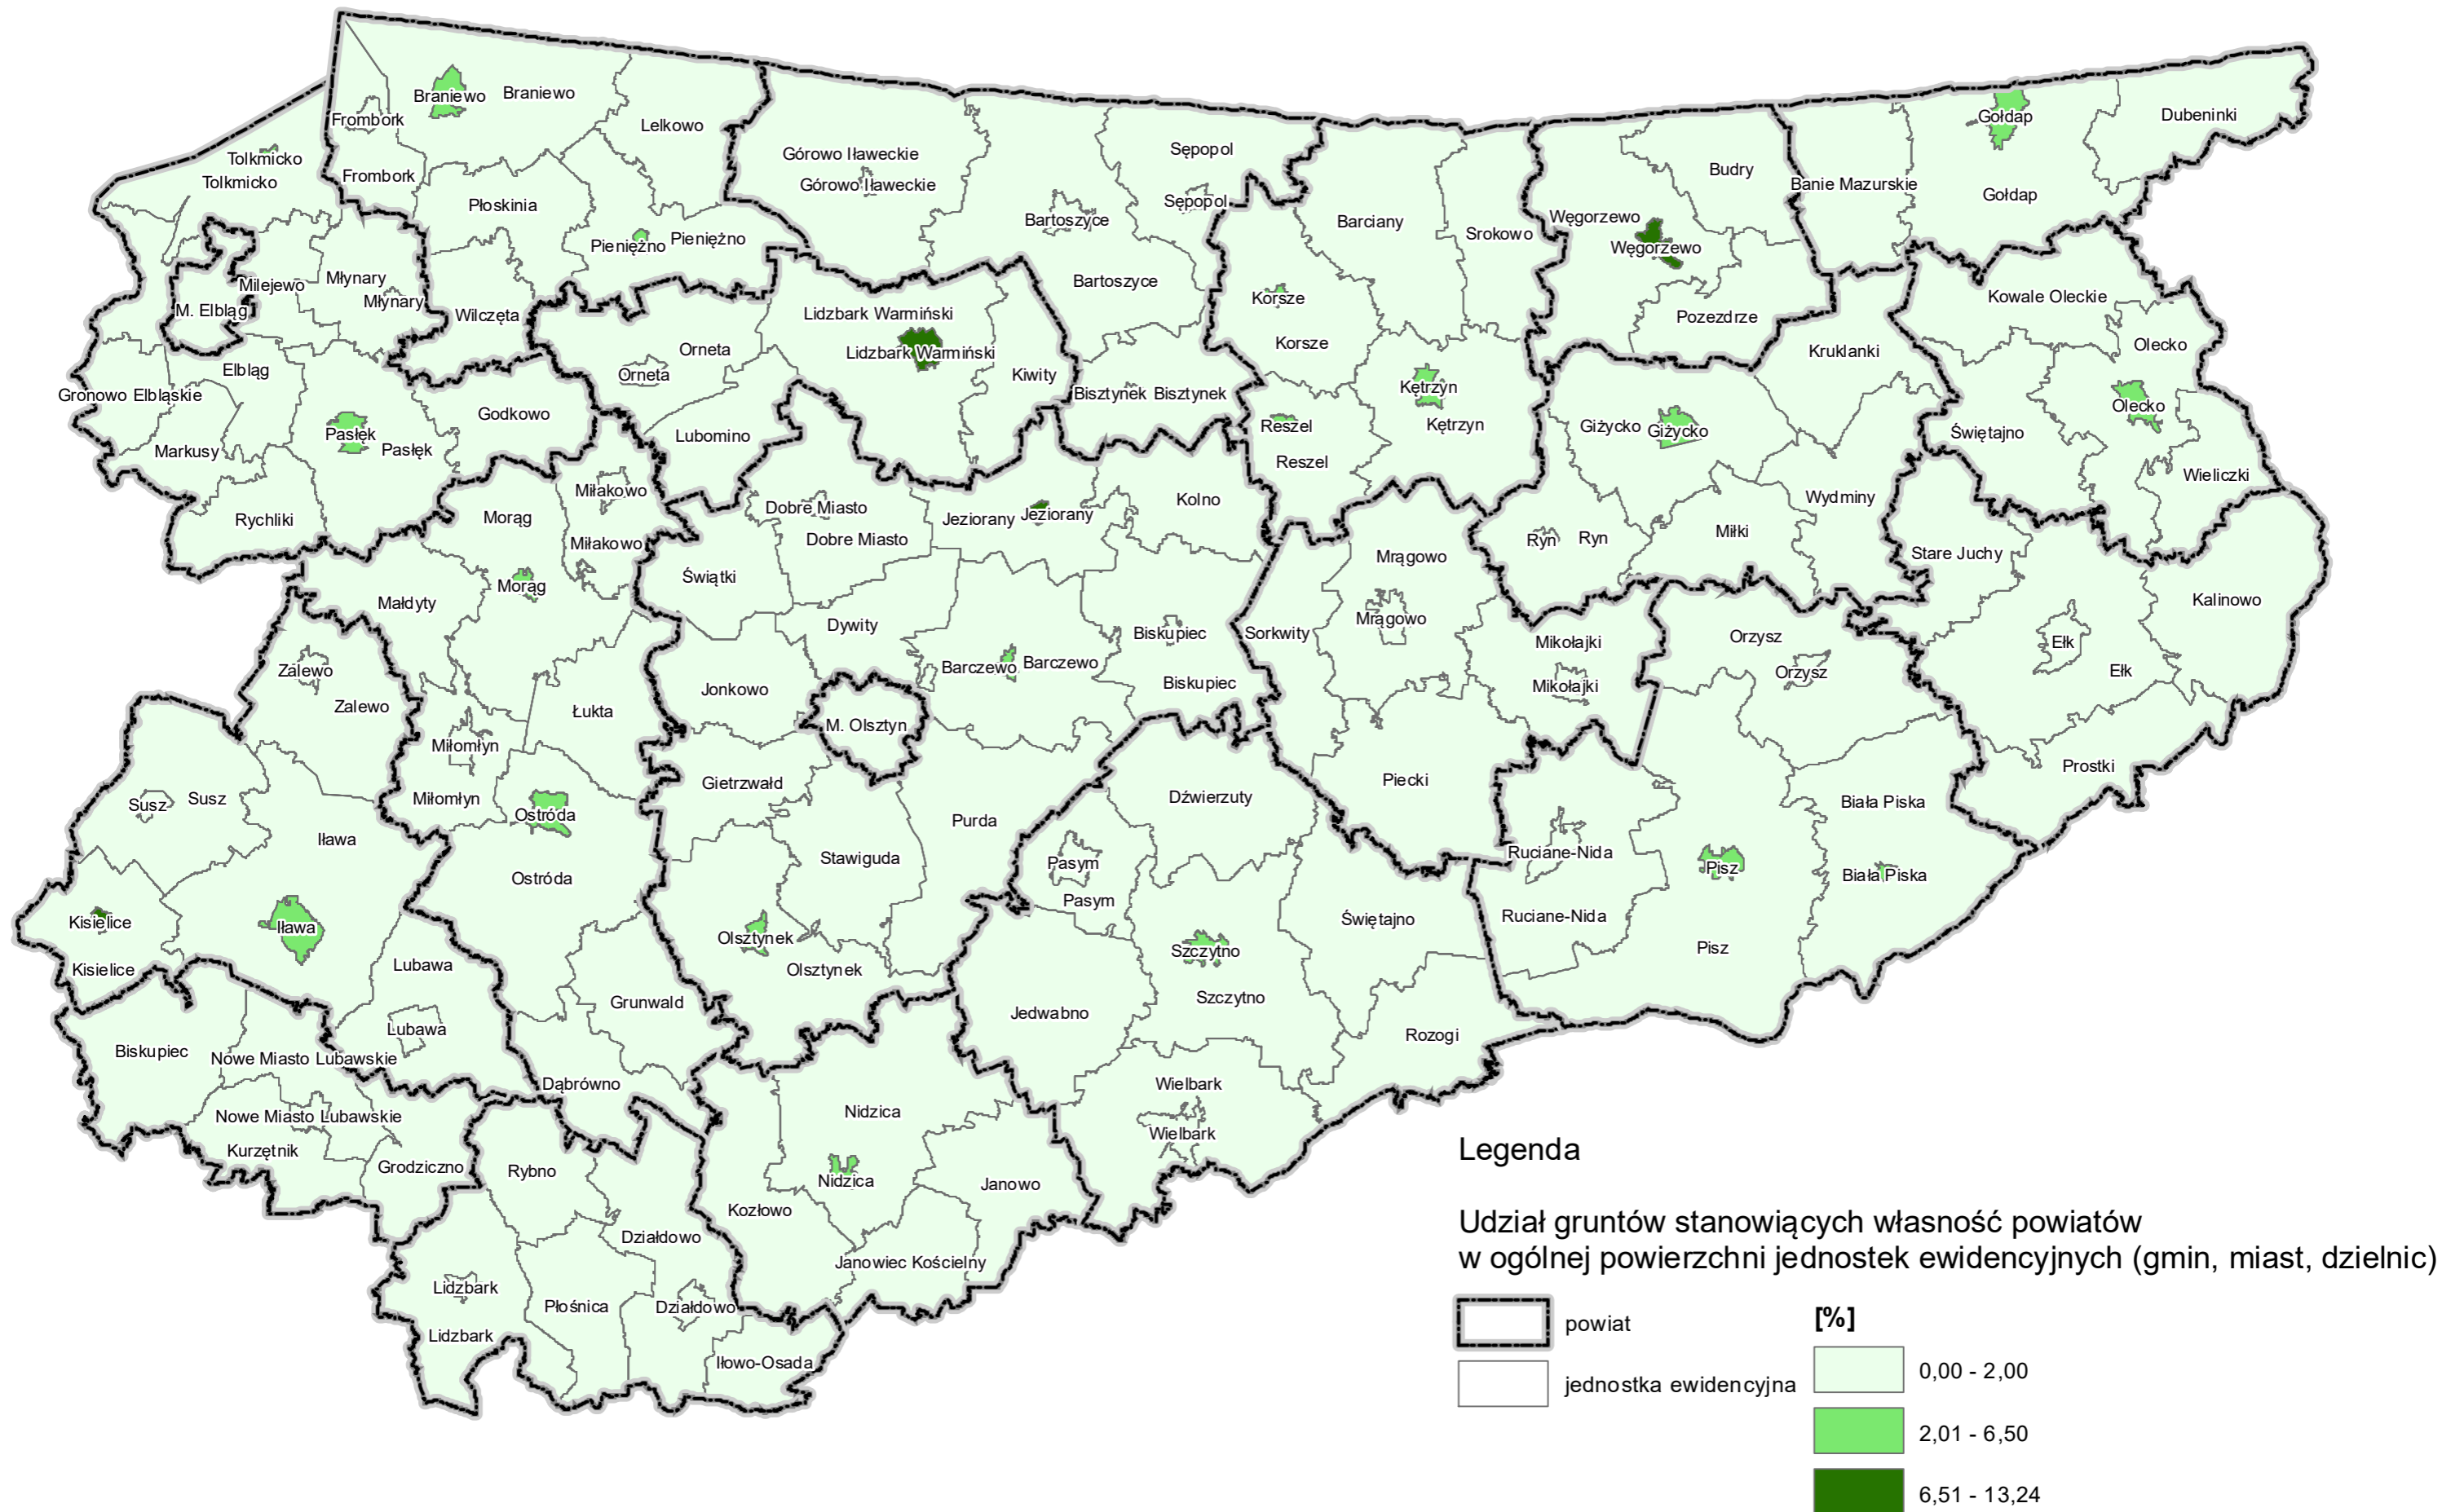 Braniewo
Braniewo
Frombork
Lelkowo
Tolkmicko
Tolkmicko
Frombork
Płoskinia
Pieniężno
Pieniężno
Górowo Iławeckie
Górowo Iławeckie
Sępopol
Sępopol
Bartoszyce
Bartoszyce
Barciany
Srokowo
Budry
Węgorzewo
Węgorzewo
Banie Mazurskie
Gołdap
Gołdap
Dubeninki
Milejewo
Młynary
Młynary
M. Elbląg
Wilczęta
Lidzbark Warmiński
Lidzbark Warmiński
Orneta
Orneta
Kiwity
Korsze
Korsze
Pozezdrze
Kowale Oleckie
Kruklanki
Olecko
Olecko
Elbląg
Gronowo Elbląskie
Godkowo
Pasłęk
Pasłęk
Markusy
Lubomino
Bisztynek
Bisztynek
Reszel
Reszel
Kętrzyn
Kętrzyn
Giżycko
Giżycko
Świętajno
Wieliczki
Rychliki
Morąg
Morąg
Miłakowo
Miłakowo
Dobre Miasto
Dobre Miasto
Jeziorany
Jeziorany
Kolno
Ryn
Ryn
Miłki
Wydminy
Stare Juchy
Mrągowo
Mrągowo
Małdyty
Świątki
Dywity
Barczewo
Barczewo
Biskupiec
Biskupiec
Sorkwity
Mikołajki
Mikołajki
Orzysz
Orzysz
Ełk
Ełk
Kalinowo
Zalewo
Zalewo
Łukta
Jonkowo
M. Olsztyn
Miłomłyn
Miłomłyn
Gietrzwałd
Dźwierzuty
Piecki
Prostki
Susz
Susz
Iława
Iława
Ostróda
Ostróda
Stawiguda
Purda
Pasym
Pasym
Ruciane-Nida
Ruciane-Nida
Pisz
Pisz
Biała Piska
Biała Piska
Kisielice
Kisielice
Olsztynek
Olsztynek
Szczytno
Szczytno
Świętajno
Lubawa
Lubawa
Grunwald
Jedwabno
Rozogi
Biskupiec
Nowe Miasto Lubawskie
Nowe Miasto Lubawskie
Dąbrówno
Nidzica
Nidzica
Wielbark
Wielbark
Kurzętnik
Grodziczno
Rybno
Kozłowo
Janowo
Działdowo
Działdowo
Janowiec Kościelny
Lidzbark
Lidzbark
Płośnica
Iłowo-Osada
Legenda
Udział gruntów stanowiących własność powiatów
w ogólnej powierzchni jednostek ewidencyjnych (gmin, miast, dzielnic)
powiat
jednostka ewidencyjna
[%]
0,00 - 2,00
2,01 - 6,50
6,51 - 13,24